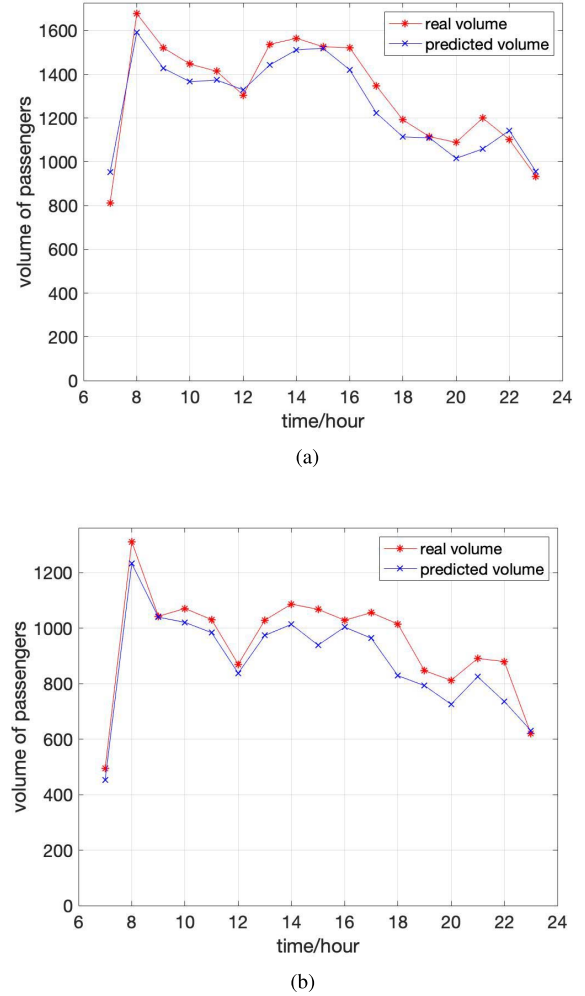 1600
1400
1200
1000
800
600
400
200
0
volume of passengers
real volume
predicted volume
6 8 10 12 14 16 18 20 22 24
time/hour
(a)
1200
1000
800
600
400
200
0
volume of passengers
real volume
predicted volume
6 8 10 12 14 16 18 20 22 24
time/hour
(b)